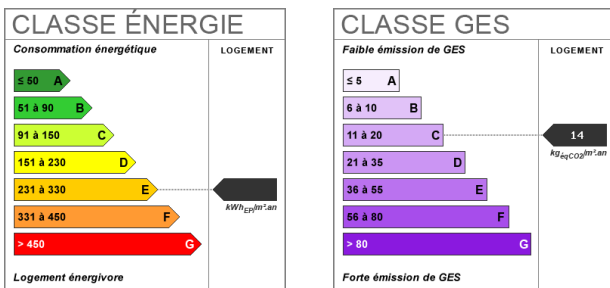 CLASSE ÉNERGIE
Consommation énergétique
LOGEMENT
≤ 50 A
51 à 90 B
91 à 150 C
151 à 230 D
231 à 330 E
kWhEP/m².an
331 à 450 F
> 450 G
Logement énergivore
CLASSE GES
Faible émission de GES
LOGEMENT
≤ 5 A
6 à 10 B
11 à 20 C
14
kgéqCO2/m².an
21 à 35 D
36 à 55 E
56 à 80 F
> 80 G
Forte émission de GES